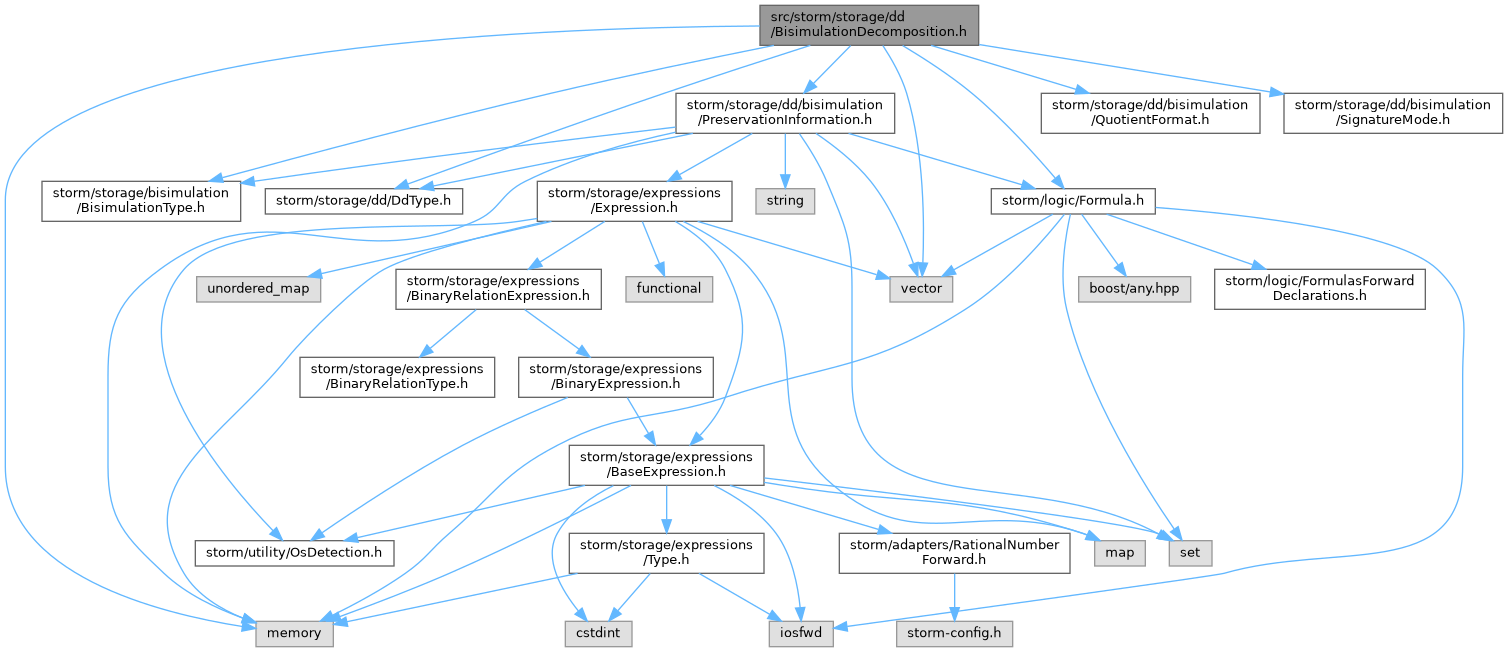 src/storm/storage/dd
/BisimulationDecomposition.h
storm/storage/dd/bisimulation
/PreservationInformation.h
storm/storage/dd/bisimulation
/QuotientFormat.h
storm/storage/dd/bisimulation
/SignatureMode.h
storm/storage/bisimulation
/BisimulationType.h
storm/storage/dd/DdType.h
storm/storage/expressions
/Expression.h
string
storm/logic/Formula.h
unordered_map
storm/storage/expressions
/BinaryRelationExpression.h
functional
vector
boost/any.hpp
storm/logic/FormulasForward
Declarations.h
storm/storage/expressions
/BinaryRelationType.h
storm/storage/expressions
/BinaryExpression.h
storm/storage/expressions
/BaseExpression.h
storm/utility/OsDetection.h
storm/storage/expressions
/Type.h
storm/adapters/RationalNumber
Forward.h
map
set
memory
cstdint
iosfwd
storm-config.h